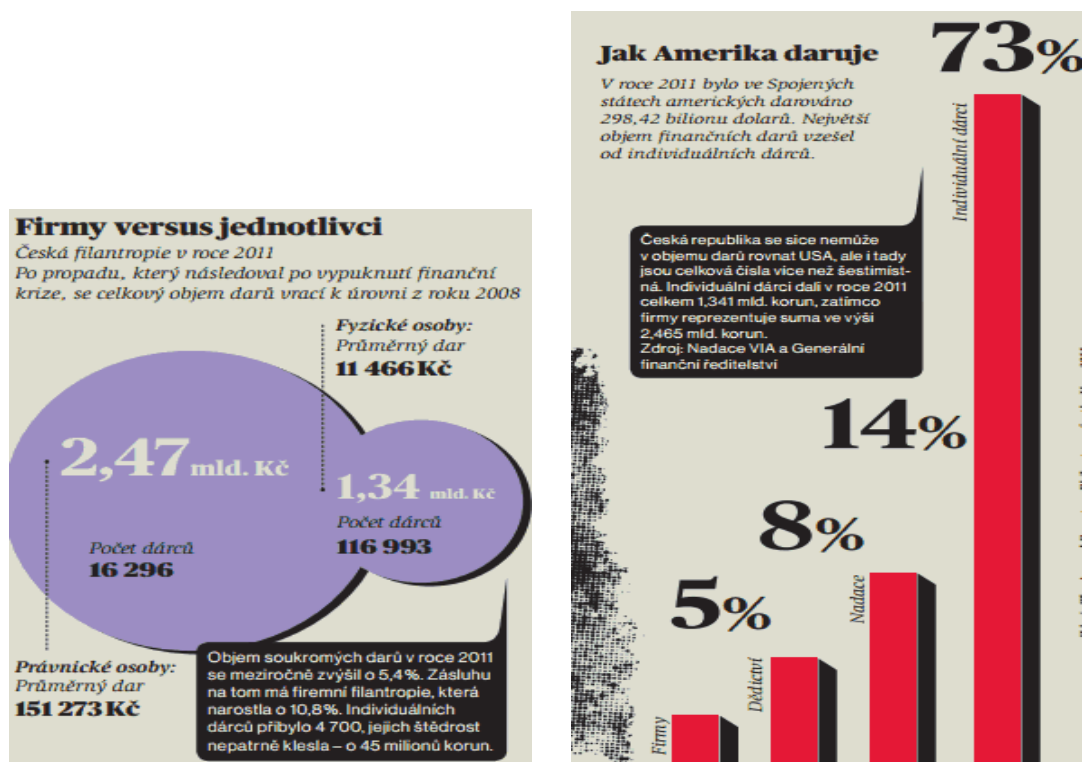 Firmy versus jednotlivci
Česká filantropie v roce 2011
Po propadu, který následoval po vypuknutí finanční
krize, se celkový objem darů vrací k úrovni z roku 2008
Fyzické osoby:
Průměrný dar
11 466 Kč
2,47 mld. Kč
1,34 mld. Kč
Počet dárců
116 993
Počet dárců
16 296
Právnické osoby:
Průměrný dar
151 273 Kč
Objem soukromých darů v roce 2011
se meziročně zvýšil o 5,4%. Zásluhu
na tom má firemní filantropie, která
narostla o 10,8%. Individuálních
dárců přibylo 4 700, jejich štědrost
nepatrně klesla – o 45 milionů korun.
Jak Amerika daruje
V roce 2011 bylo ve Spojených
státech amerických darováno
298,42 bilionu dolarů. Největší
objem finančních darů vzešel
od individuálních dárců.
73%
Individuální dárci
Česká republika se sice nemůže
v objemu darů rovnat USA, ale i tady
jsou celková čísla více než šestimíst-
ná. Individuální dárci dali v roce 2011
celkem 1,341 mld. korun, zatímco
firmy reprezentuje suma ve výši
2,465 mld. korun.
Zdroj: Nadace VIA a Generální
finanční ředitelství
14%
Nadace
8%
Dědictví
5%
Firmy